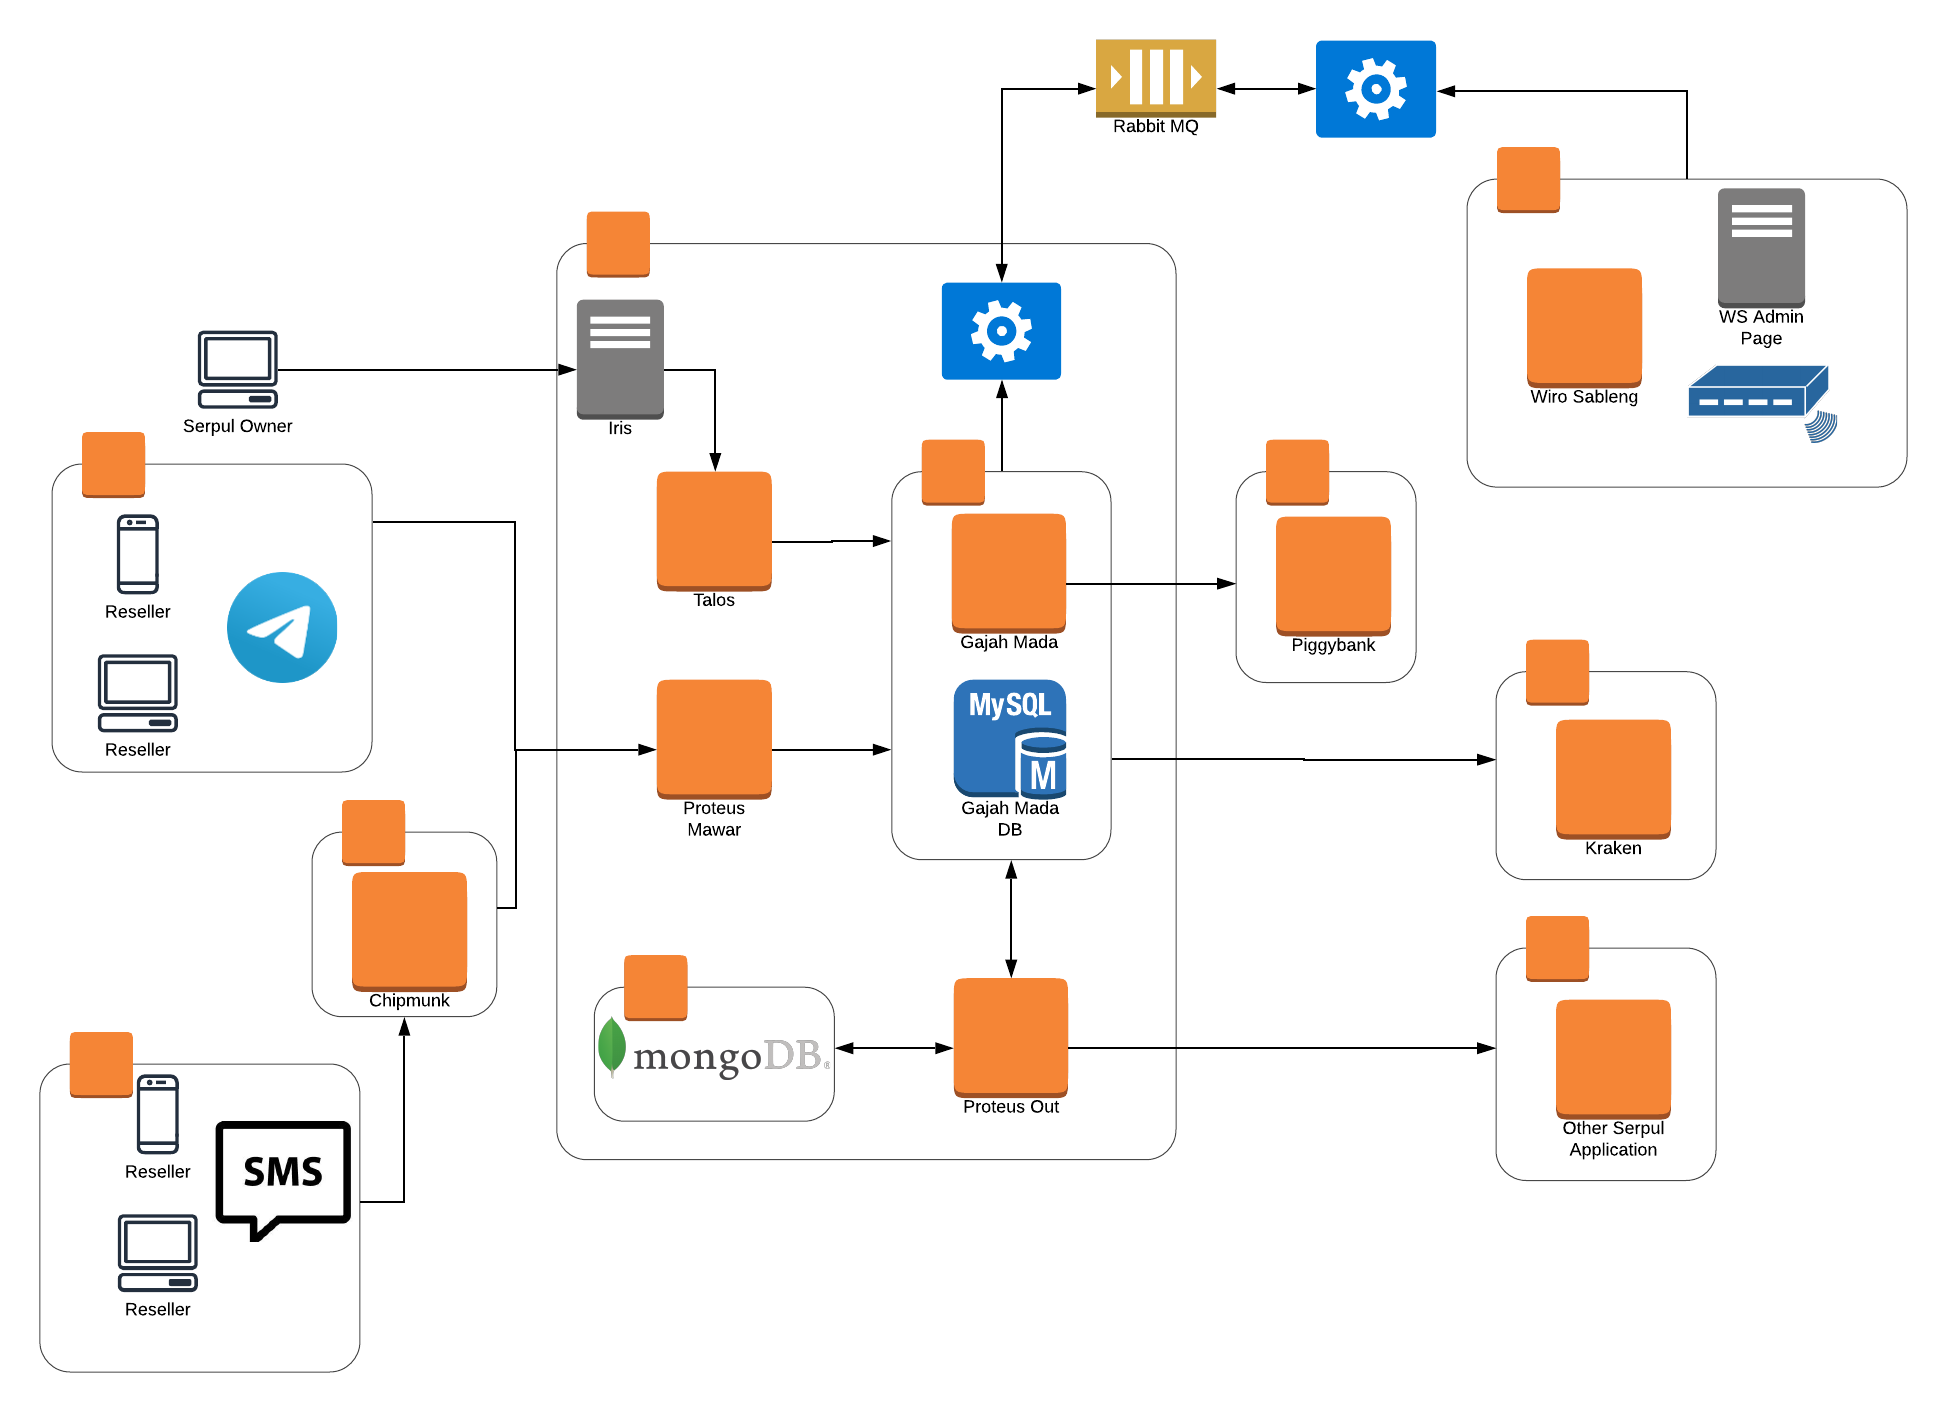 Rabbit MQ
WS Admin
Page
Wiro Sableng
Serpul Owner
Iris
Reseller
Reseller
Talos
Gajah Mada
Piggybank
MySQL
M
Gajah Mada
DB
Proteus
Mawar
Kraken
Chipmunk
mongoDB®
Proteus Out
Other Serpul
Application
Reseller
SMS
Reseller